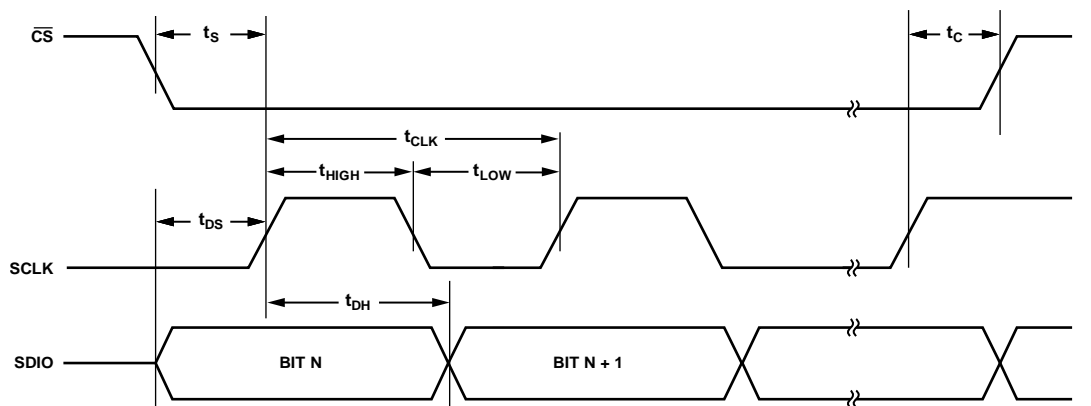 CS tS tC
tCLK
tHIGH tLOW
tDS
SCLK
tDH
SDIO BIT N BIT N + 1